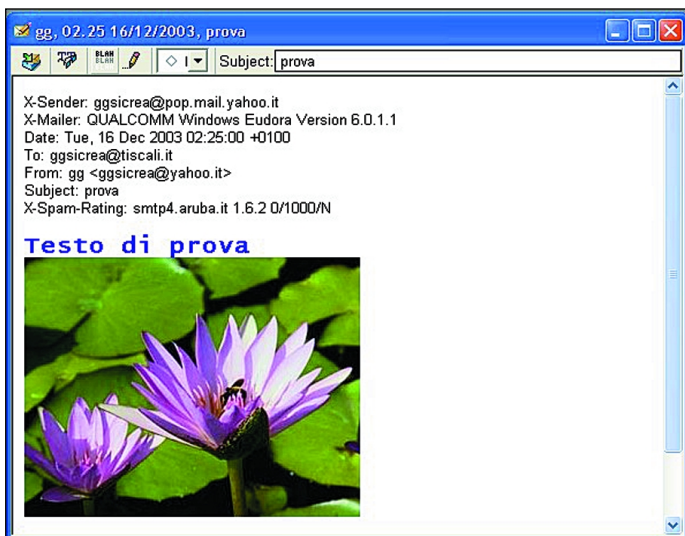 gg, 02.25 16/12/2003, prova
BLAH
BLAH
Subject: prova
X-Sender: ggsicrea@pop.mail.yahoo.it
X-Mailer: QUALCOMM Windows Eudora Version 6.0.1.1
Date: Tue, 16 Dec 2003 02:25:00 +0100
To: ggsicrea@tiscali.it
From: gg <ggsicrea@yahoo.it>
Subject: prova
X-Spam-Rating: smtp4.aruba.it 1.6.2 0/1000/N
Testo di prova